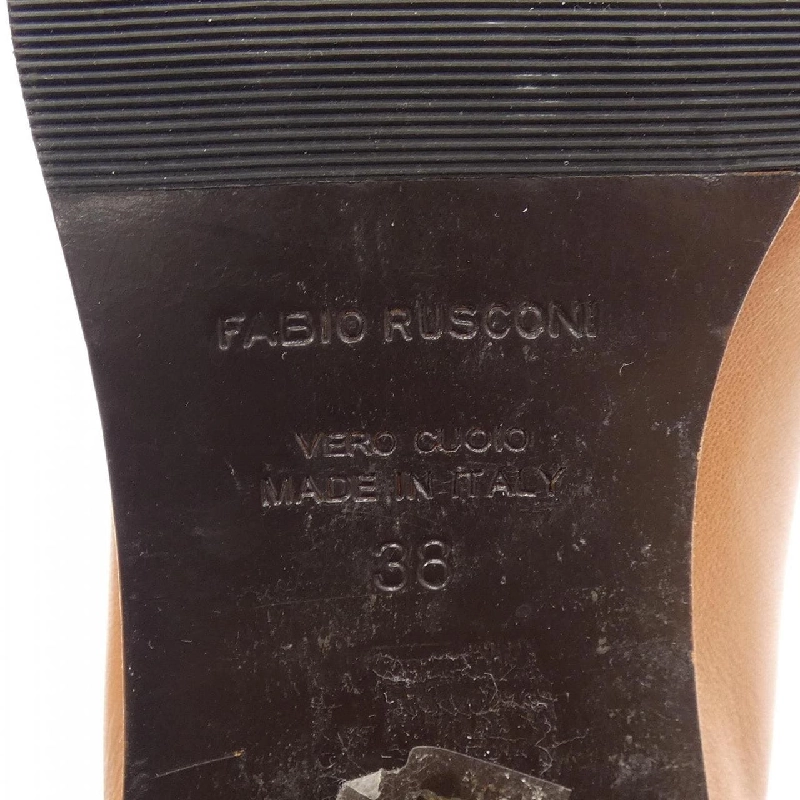 FABIO RUSCONI
VERO CUOIO
MADE IN ITALY
38